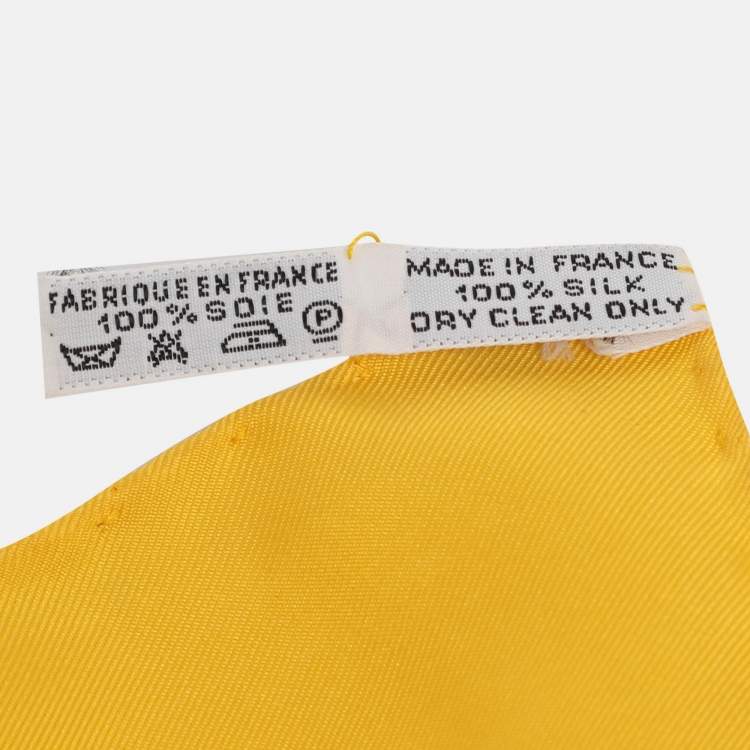 FABRIQUE EN FRANCE
100% SOIE
P
MADE IN FRANCE
100% SILK
DRY CLEAN ONLY